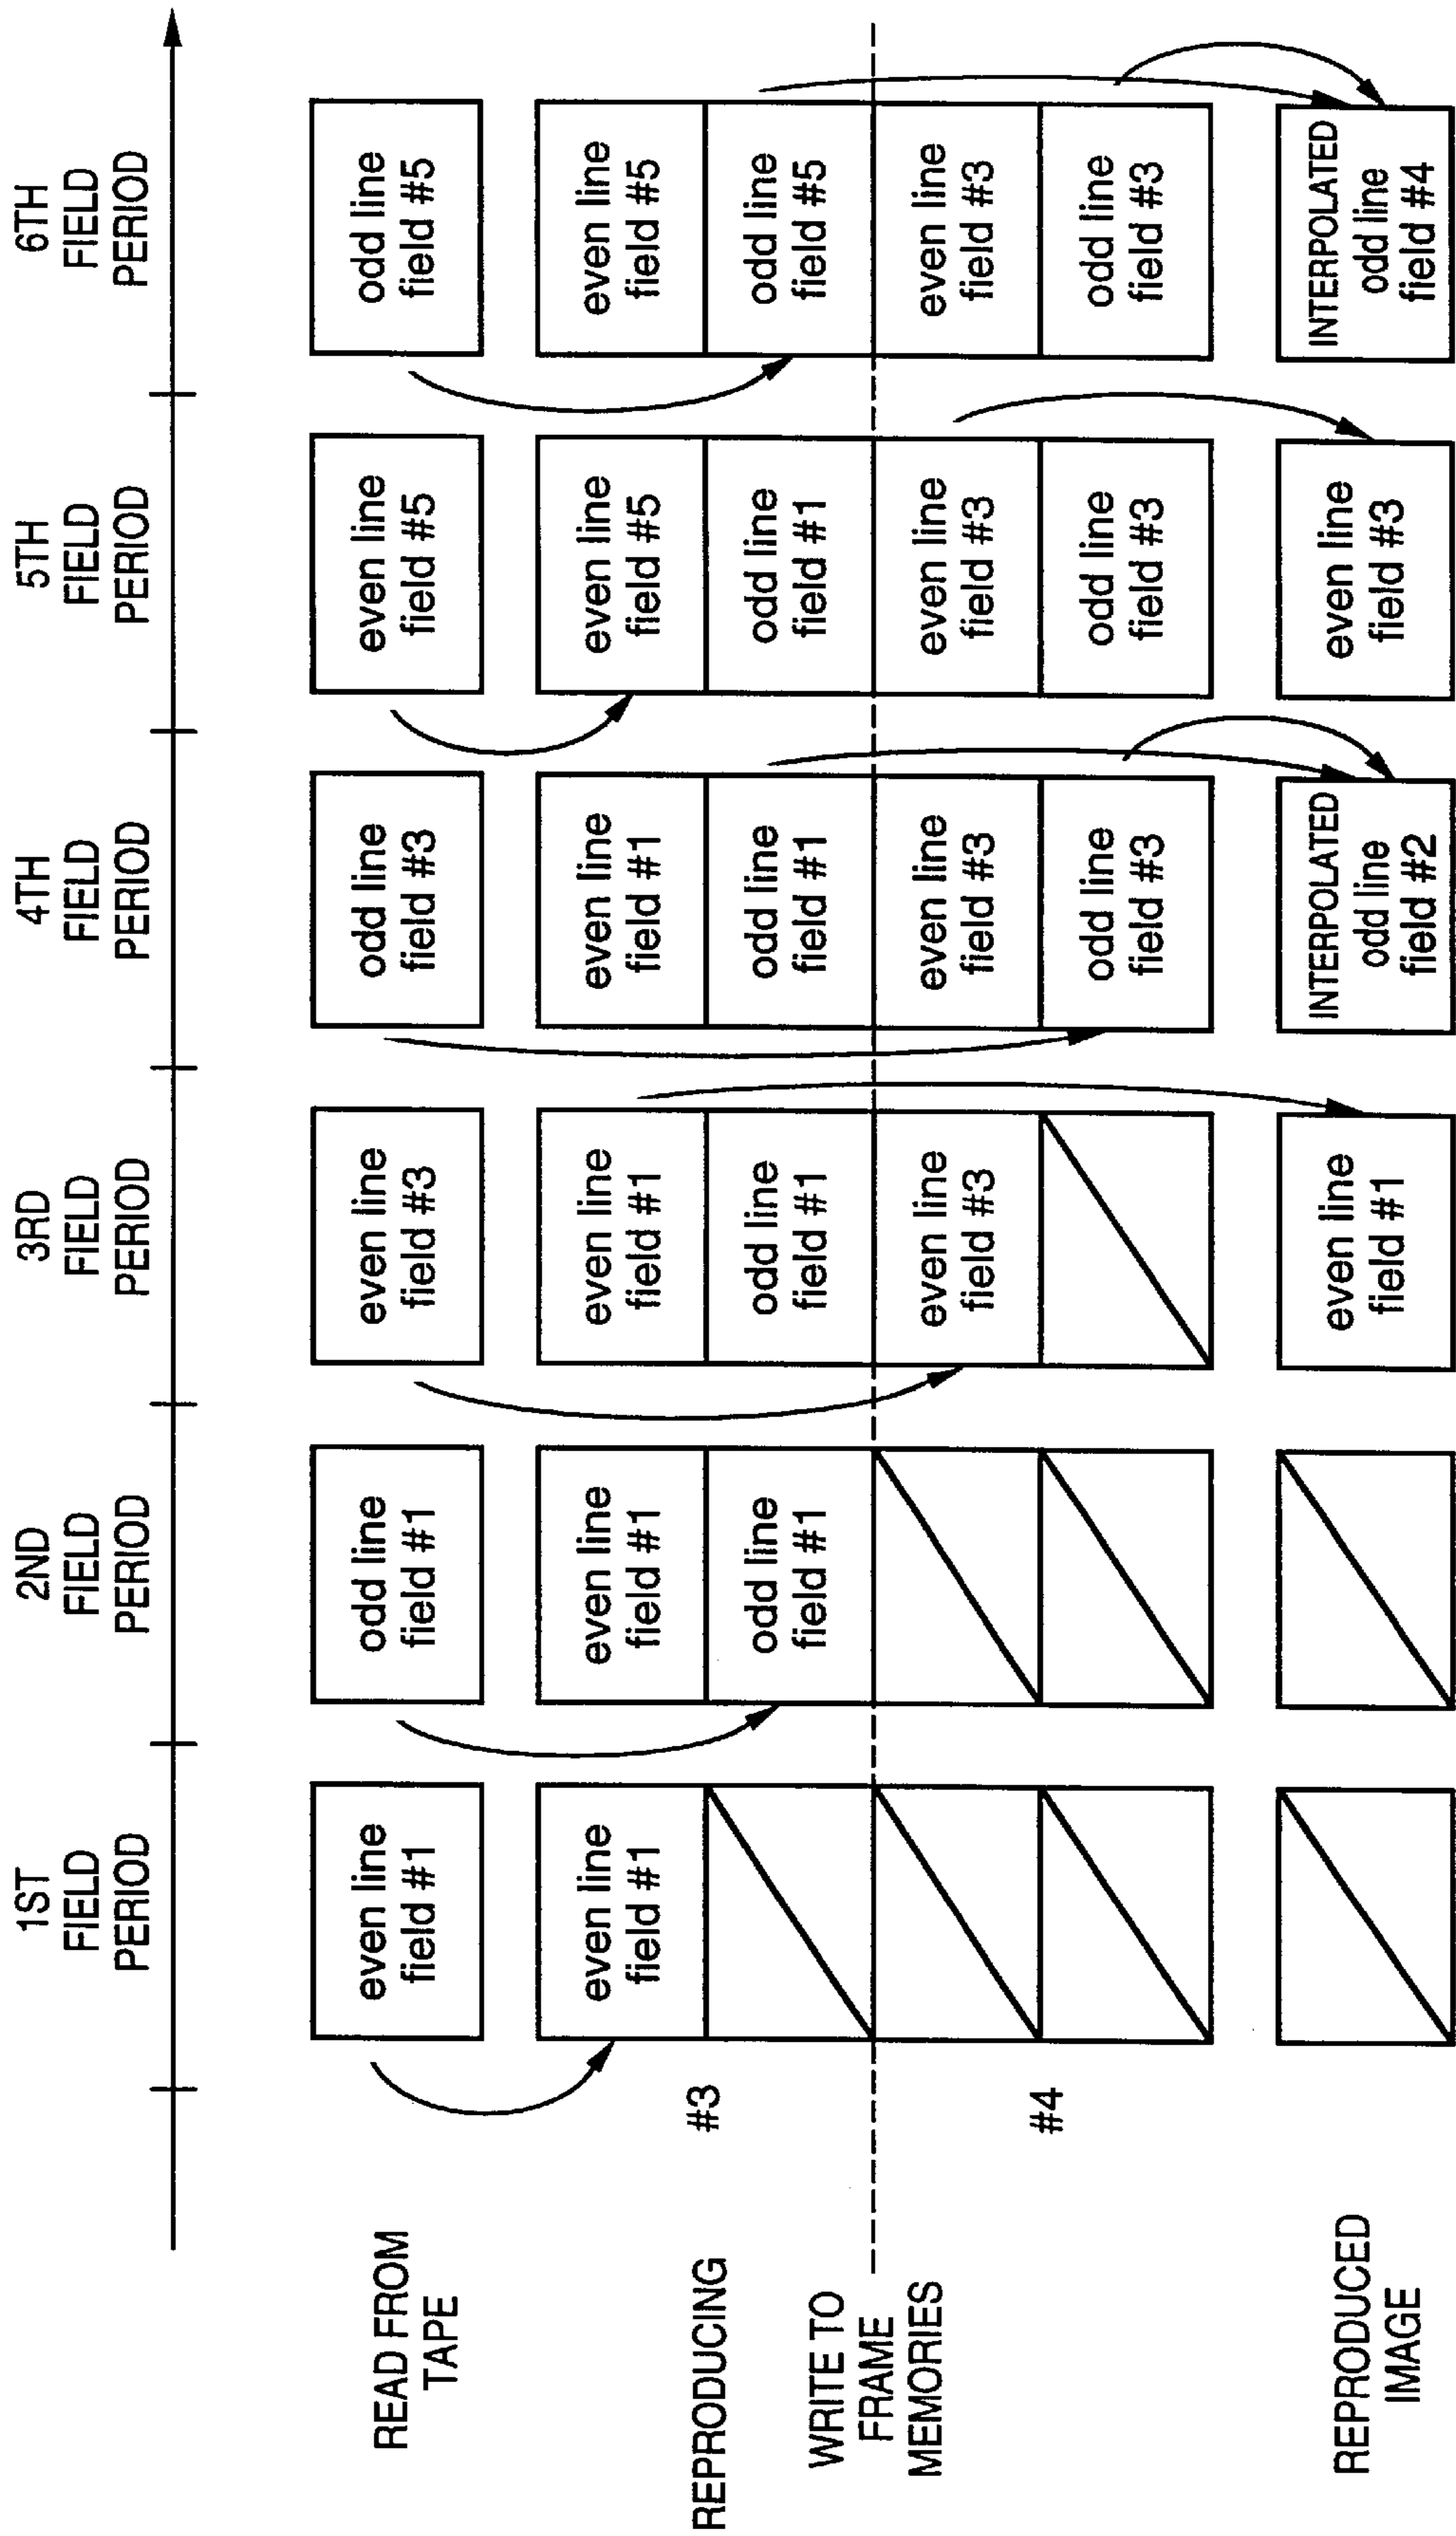 1ST
FIELD
PERIOD
2ND
FIELD
PERIOD
3RD
FIELD
PERIOD
4TH
FIELD
PERIOD
5TH
FIELD
PERIOD
6TH
FIELD
PERIOD
READ FROM
TAPE
even line
field #1
odd line
field #1
even line
field #3
odd line
field #3
even line
field #5
odd line
field #5
REPRODUCING
#3
even line
field #1
even line
field #1
even line
field #1
even line
field #1
even line
field #5
even line
field #5
odd line
field #1
odd line
field #1
odd line
field #1
odd line
field #1
odd line
field #5
WRITE TO
FRAME
MEMORIES
#4
even line
field #3
even line
field #3
even line
field #3
even line
field #3
odd line
field #3
odd line
field #3
odd line
field #3
REPRODUCED
IMAGE
even line
field #1
INTERPOLATED
odd line
field #2
even line
field #3
INTERPOLATED
odd line
field #4